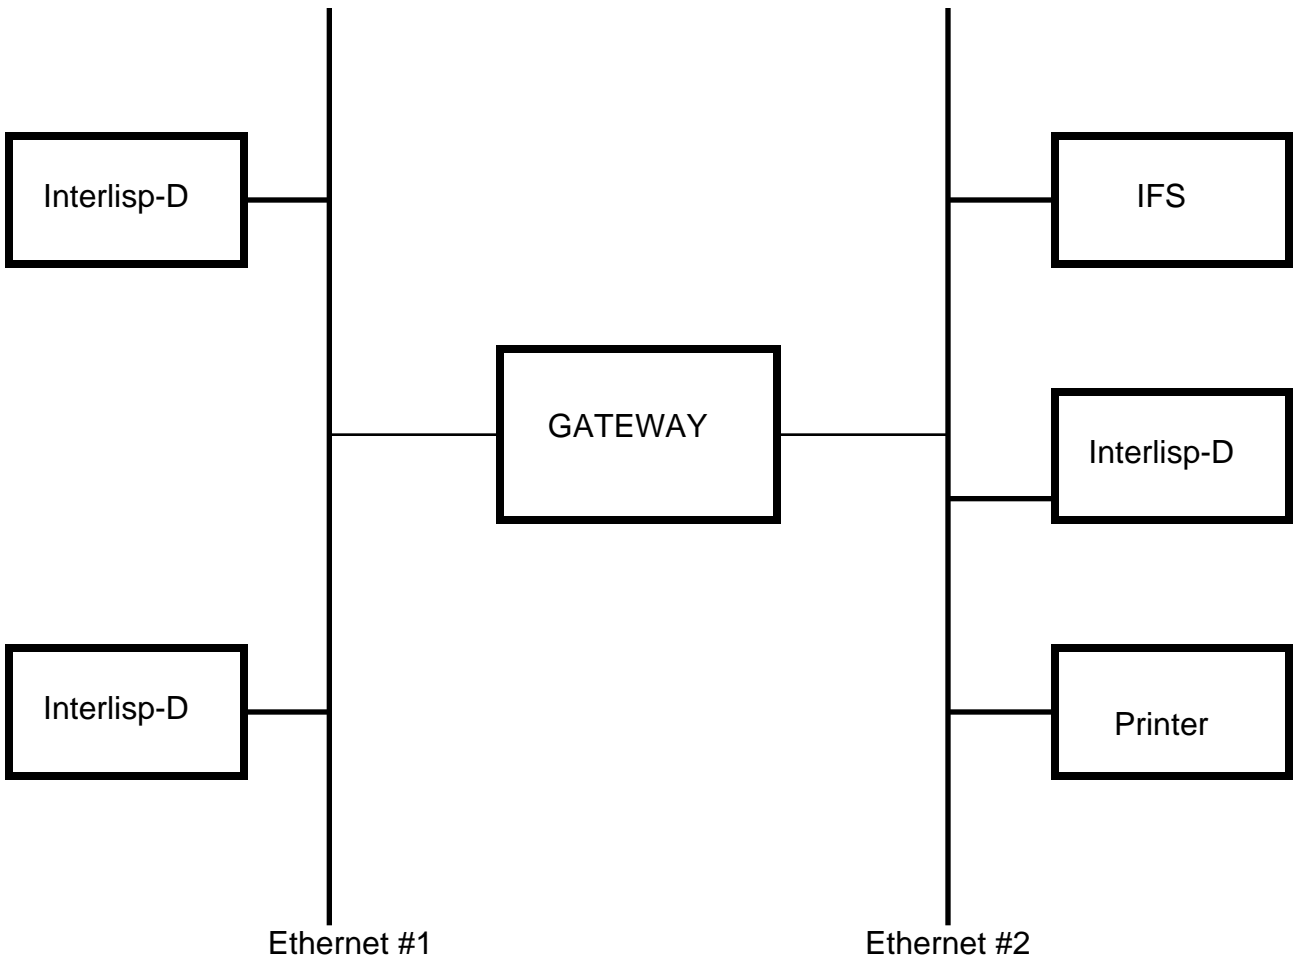 Interlisp-D
IFS
GATEWAY
Interlisp-D
Interlisp-D
Printer
Ethernet #1
Ethernet #2